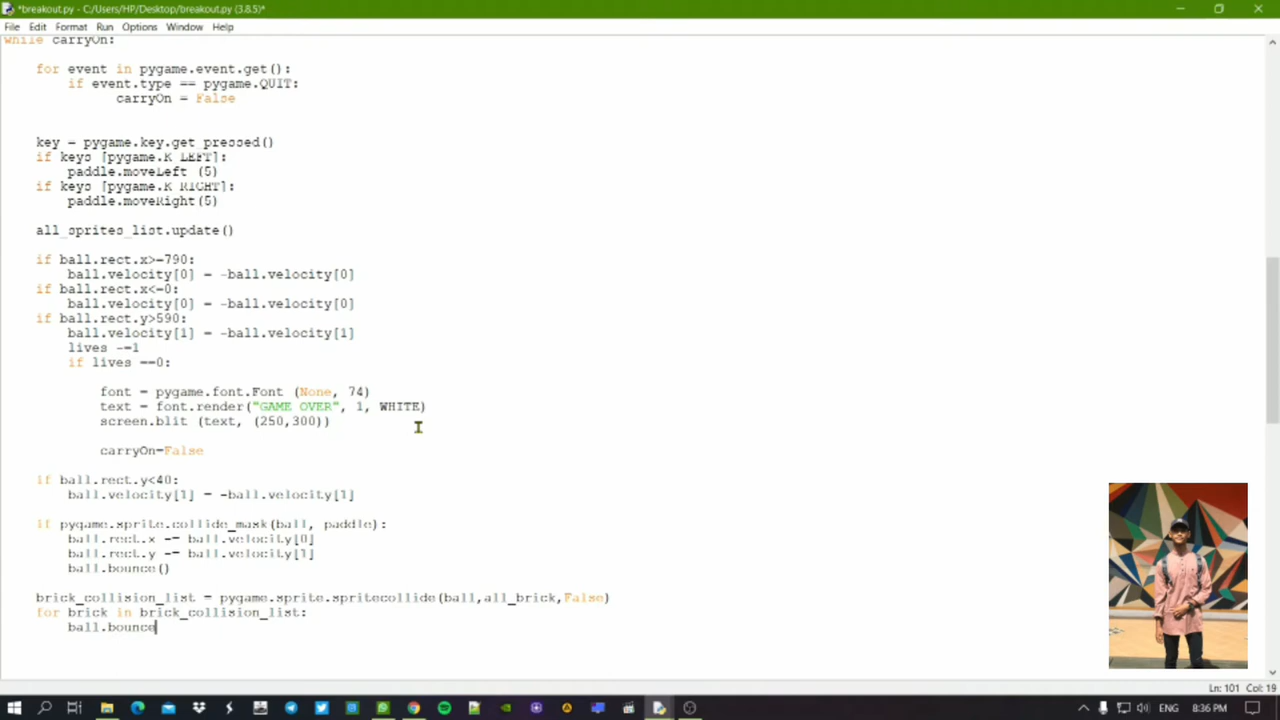 *breakout.py - C:/Users/HP/Desktop/breakout.py (3.8.5)*
File Edit Format Run Options Window Help
while carryOn:
for event in pygame.event.get():
if event.type == pygame.QUIT:
carryOn = False
key = pygame.key.get_pressed()
if keys [pygame.K_LEFT]:
paddle.moveLeft (5)
if keys [pygame.K_RIGHT]:
paddle.moveRight(5)
all_sprites_list.update()
if ball.rect.x>=790:
ball.velocity[0] = -ball.velocity[0]
if ball.rect.x<=0:
ball.velocity[0] = -ball.velocity[0]
if ball.rect.y>590:
ball.velocity[1] = -ball.velocity[1]
lives -=1
if lives ==0:
font = pygame.font.Font (None, 74)
text = font.render("GAME OVER", 1, WHITE)
screen.blit (text, (250,300))
carryOn=False
if ball.rect.y<40:
ball.velocity[1] = -ball.velocity[1]
if pygame.sprite.collide_mask(ball, paddle):
ball.rect.x -= ball.velocity[0]
ball.rect.y -= ball.velocity[1]
ball.bounce()
brick_collision_list = pygame.sprite.spritecollide(ball,all_brick,False)
for brick in brick_collision_list:
ball.bounce
Ln: 101 Col: 19
ENG 8:36 PM